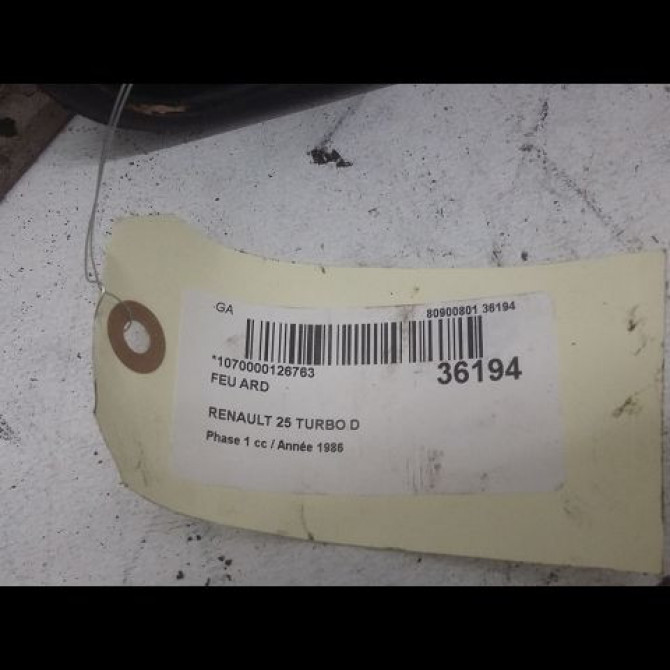 GA 80900801 36194
*1070000126763 36194
FEU ARD
RENAULT 25 TURBO D
Phase 1 cc / Année 1986